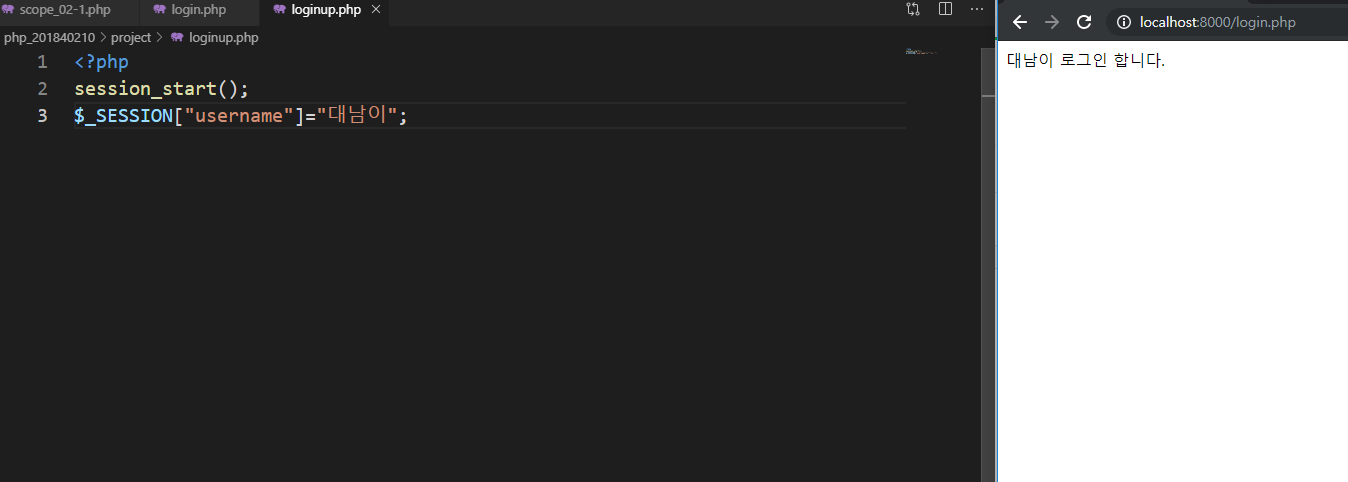 scope_02-1.php login.php loginup.php
php_201840210 > project > loginup.php
1 <?php
2 session_start();
3 $_SESSION["username"]="대남이";
localhost:8000/login.php
대남이 로그인 합니다.